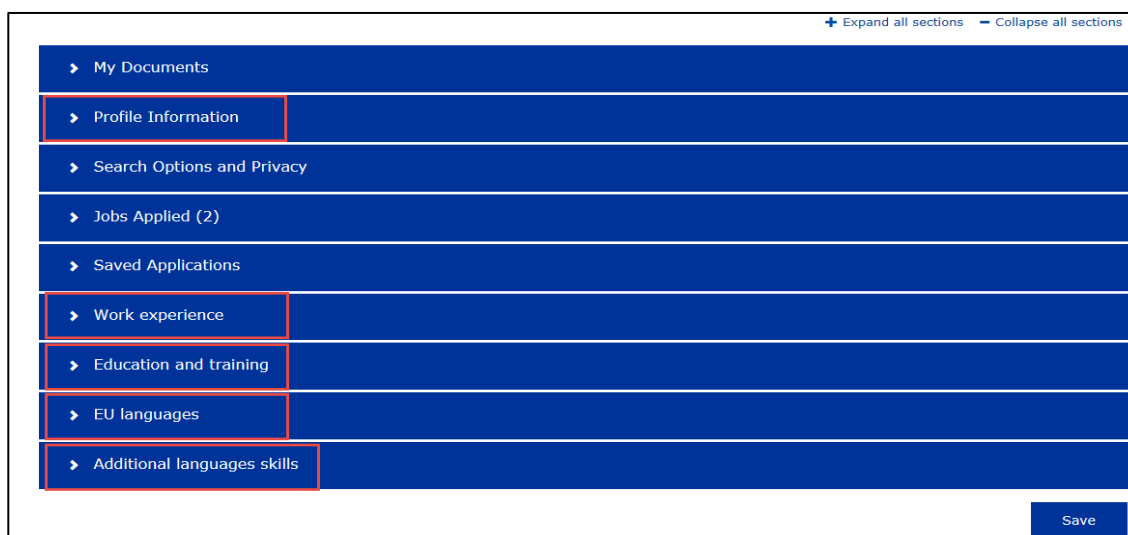 + Expand all sections − Collapse all sections
My Documents
Profile Information
Search Options and Privacy
Jobs Applied (2)
Saved Applications
Work experience
Education and training
EU languages
Additional languages skills
Save